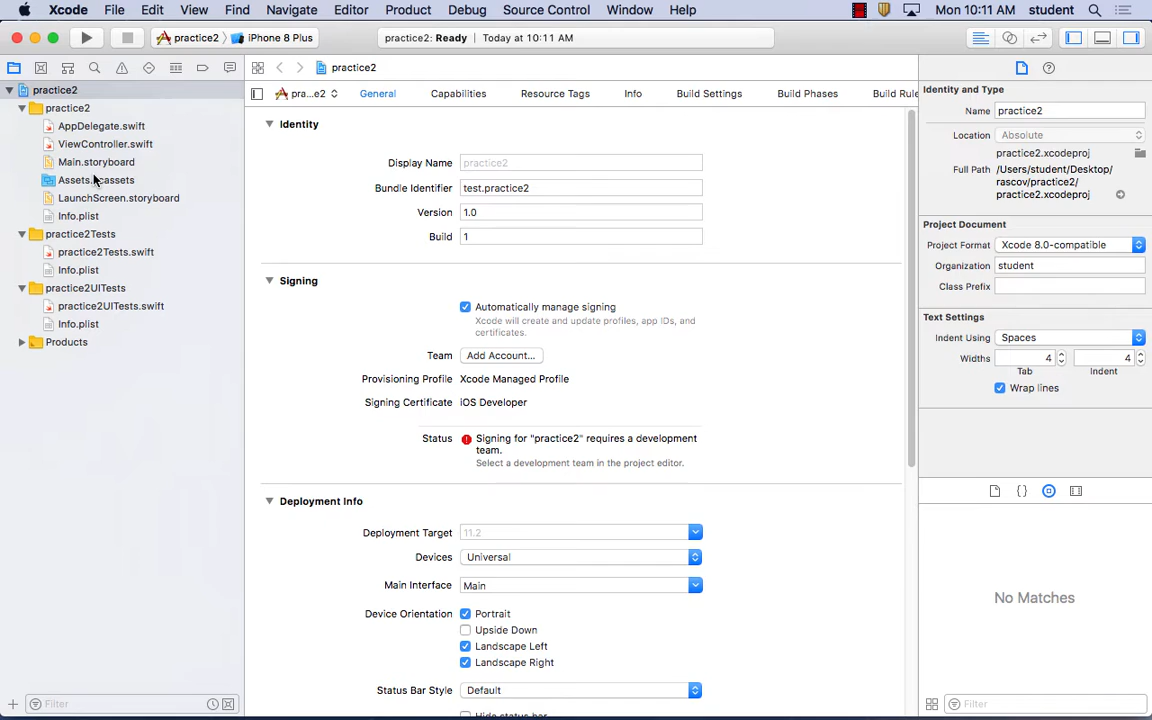 Xcode File Edit View Find Navigate Editor Product Debug Source Control Window Help Mon 10:11 AM student
practice2 iPhone 8 Plus practice2: Ready Today at 10:11 AM
practice2
practice2
practice2
AppDelegate.swift
ViewController.swift
Main.storyboard
LaunchScreen.storyboard
Info.plist
practice2Tests
practice2Tests.swift
Info.plist
practice2UITests
practice2UITests.swift
Info.plist
Products
Filter
pra...e2 General Capabilities Resource Tags Info Build Settings Build Phases Build Rule
Identity
Display Name practice2
Bundle Identifier test.practice2
Version 1.0
Build 1
Signing
Automatically manage signing
Xcode will create and update profiles, app IDs, and
certificates.
Team Add Account...
Provisioning Profile Xcode Managed Profile
Signing Certificate iOS Developer
Status Signing for "practice2" requires a development
team.
Select a development team in the project editor.
Deployment Info
Deployment Target 11.2
Devices Universal
Main Interface Main
Device Orientation Portrait
Upside Down
Landscape Left
Landscape Right
Status Bar Style Default
Hide status bar
Identity and Type
Name practice2
Location Absolute
practice2.xcodeproj
Full Path /Users/student/Desktop/
rascov/practice2/
practice2.xcodeproj
Project Document
Project Format Xcode 8.0-compatible
Organization student
Class Prefix
Text Settings
Indent Using Spaces
Widths 4 4
Tab Indent
Wrap lines
No Matches
Filter